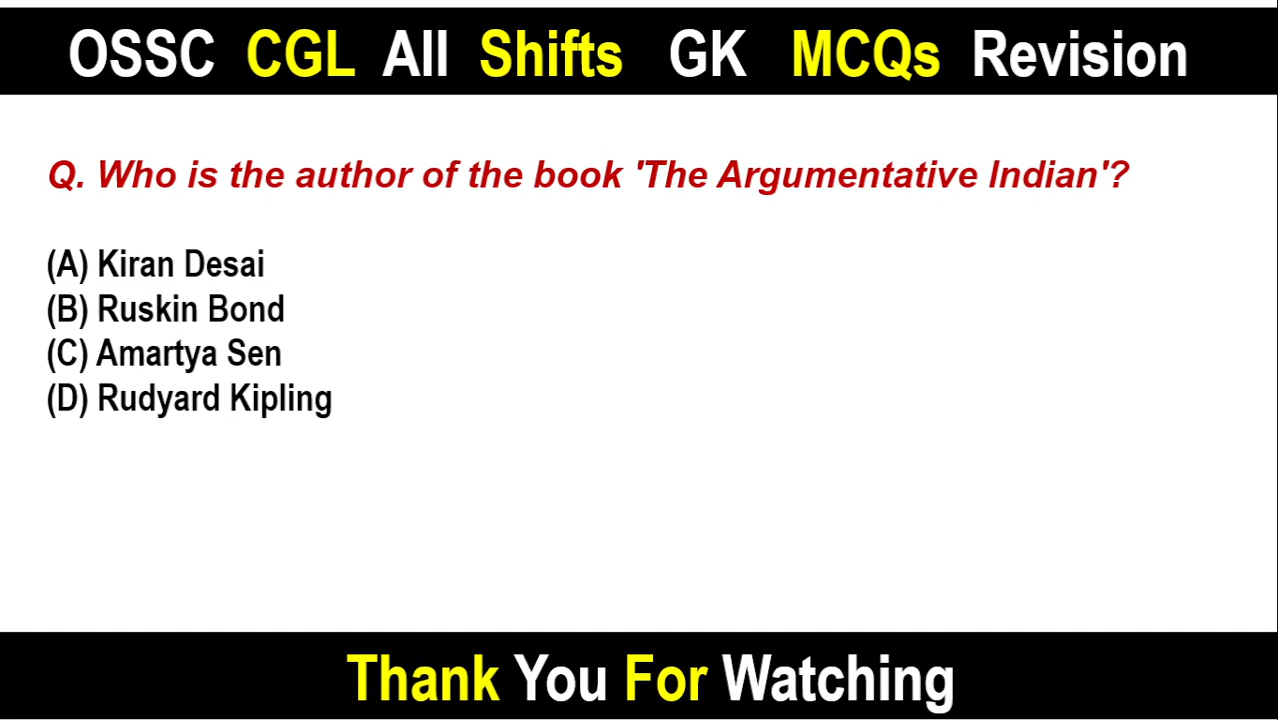 OSSC CGL All Shifts GK MCQs Revision
Q. Who is the author of the book 'The Argumentative Indian'?
(A) Kiran Desai
(B) Ruskin Bond
(C) Amartya Sen
(D) Rudyard Kipling
Thank You For Watching